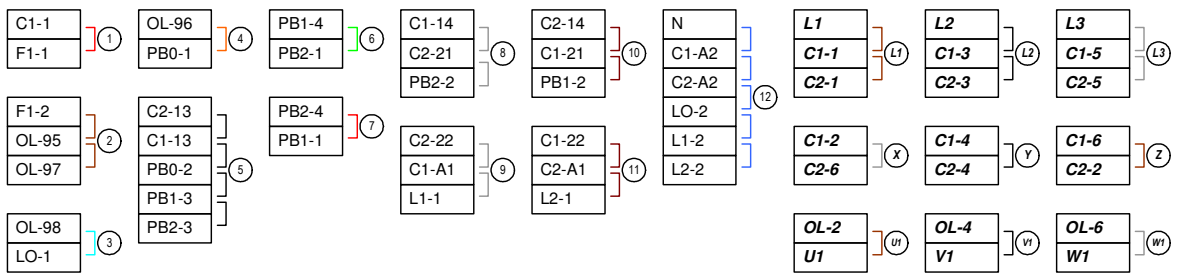 C1-1
F1-1
1
F1-2
OL-95
OL-97
2
OL-98
LO-1
3
OL-96
PB0-1
4
C2-13
C1-13
PB0-2
PB1-3
PB2-3
5
PB1-4
PB2-1
6
PB2-4
PB1-1
7
C1-14
C2-21
PB2-2
8
C2-22
C1-A1
L1-1
9
C2-14
C1-21
PB1-2
10
C1-22
C2-A1
L2-1
11
N
C1-A2
C2-A2
LO-2
L1-2
L2-2
12
L1
C1-1
C2-1
L1
C1-2
C2-6
X
OL-2
U1
U1
L2
C1-3
C2-3
L2
C1-4
C2-4
Y
OL-4
V1
V1
L3
C1-5
C2-5
L3
C1-6
C2-2
Z
OL-6
W1
W1